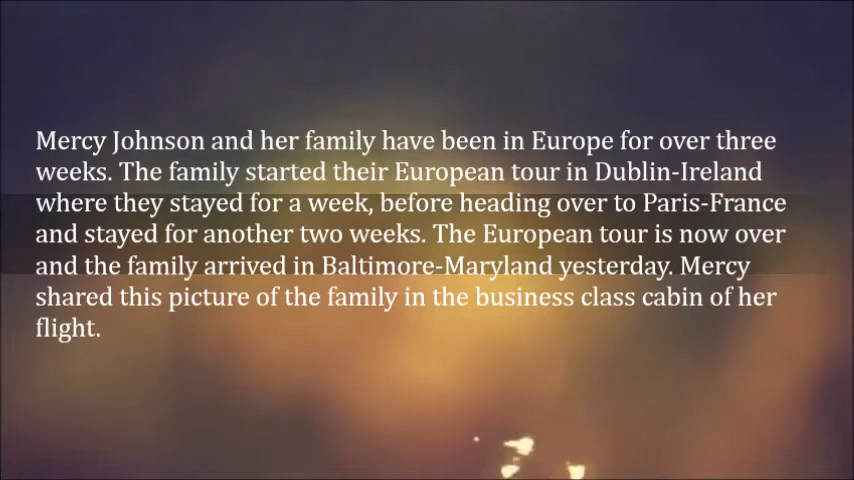 Mercy Johnson and her family have been in Europe for over three
weeks. The family started their European tour in Dublin-Ireland
where they stayed for a week, before heading over to Paris-France
and stayed for another two weeks. The European tour is now over
and the family arrived in Baltimore-Maryland yesterday. Mercy
shared this picture of the family in the business class cabin of her
flight.